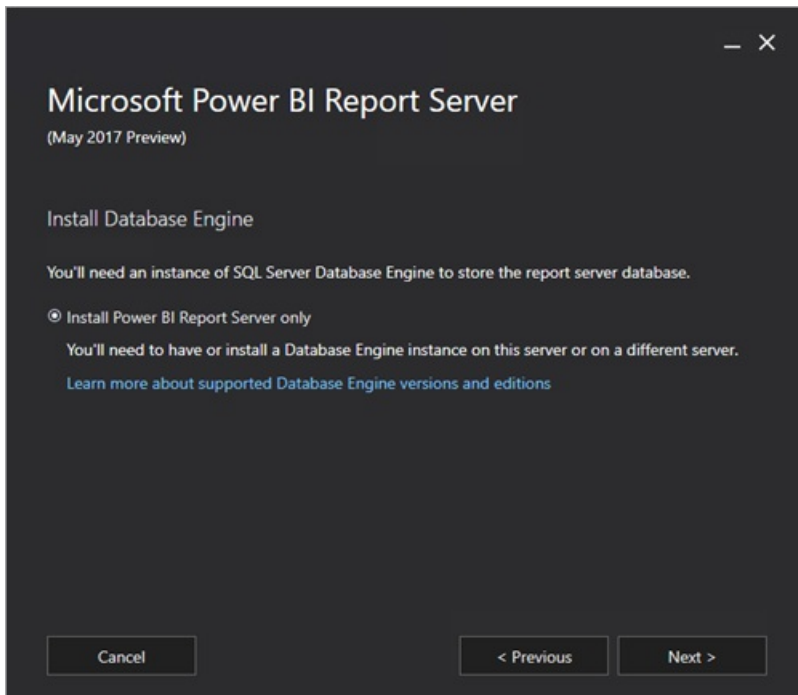 Microsoft Power BI Report Server
(May 2017 Preview)
Install Database Engine
You'll need an instance of SQL Server Database Engine to store the report server database.
Install Power BI Report Server only
You'll need to have or install a Database Engine instance on this server or on a different server.
Learn more about supported Database Engine versions and editions
Cancel
< Previous
Next >